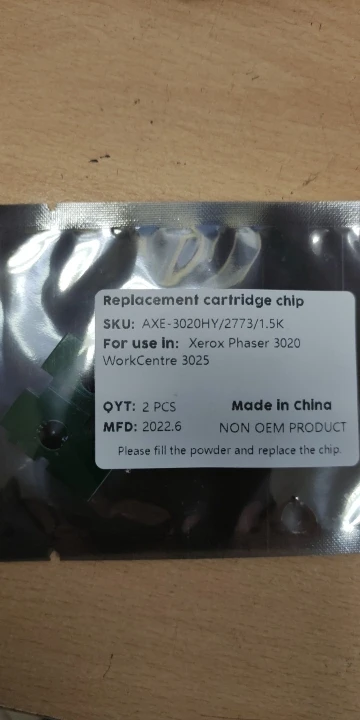 Replacement cartridge chip
SKU: AXE-3020HY/2773/1.5K
For use in: Xerox Phaser 3020
WorkCentre 3025
QYT: 2 PCS Made in China
MFD: 2022.6 NON OEM PRODUCT
Please fill the powder and replace the chip.